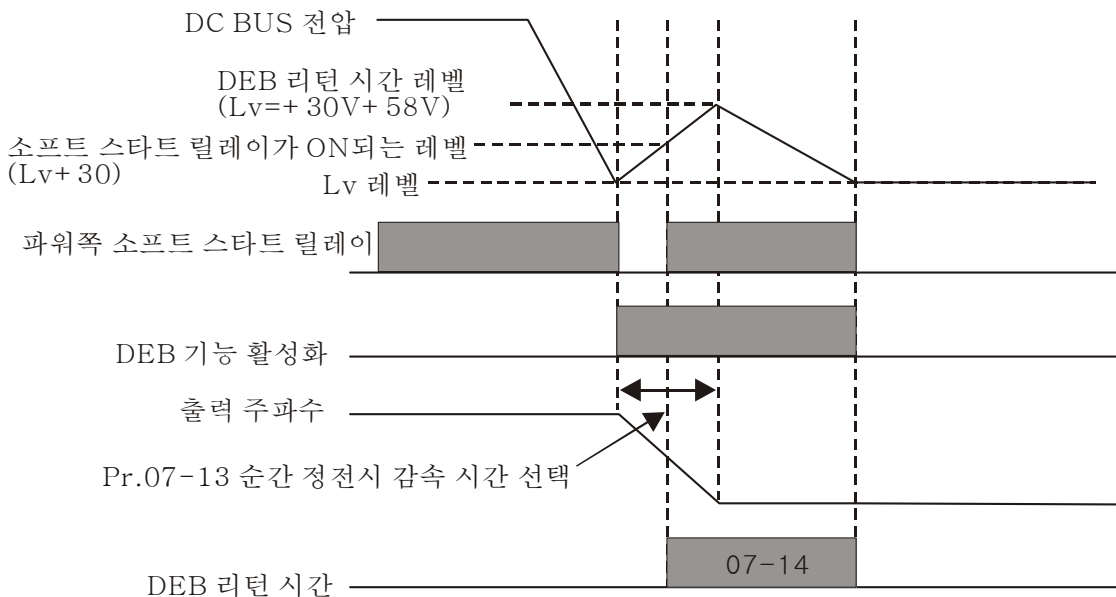 DC BUS 전압
DEB 리턴 시간 레벨
(Lv=+30V+58V)
소프트 스타트 릴레이가 ON되는 레벨
(Lv+30)
Lv 레벨
파워쪽 소프트 스타트 릴레이
DEB 기능 활성화
출력 주파수
Pr.07-13 순간 정전시 감속 시간 선택
07-14
DEB 리턴 시간